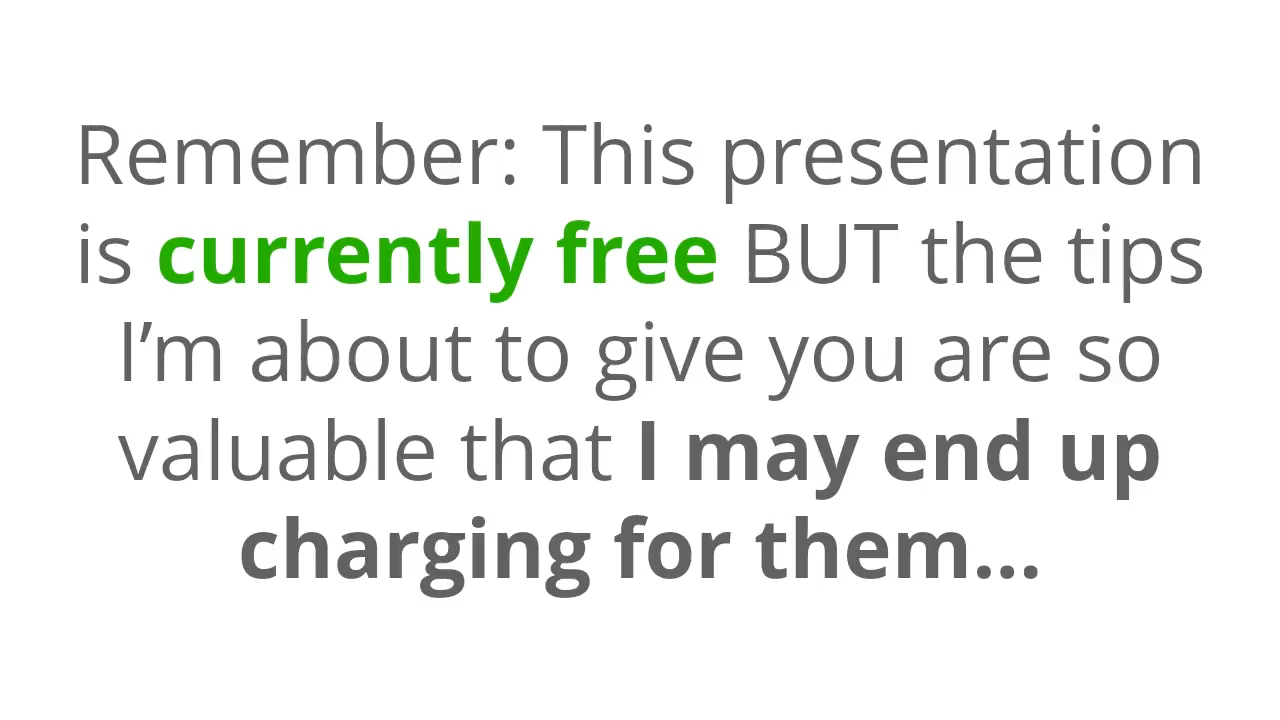 Remember: This presentation
is currently free BUT the tips
I’m about to give you are so
valuable that I may end up
charging for them...